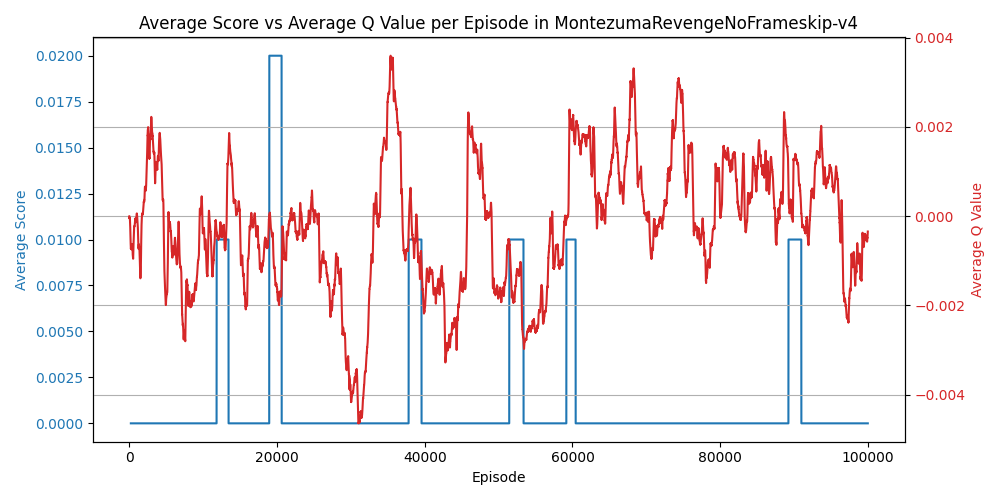 Average Score vs Average Q Value per Episode in MontezumaRevengeNoFrameskip-v4
0.0200
0.0175
0.0150
0.0125
0.0100
0.0075
0.0050
0.0025
0.0000
Average Score
0.004
0.002
0.000
−0.002
−0.004
Average Q Value
0 20000 40000 60000 80000 100000
Episode